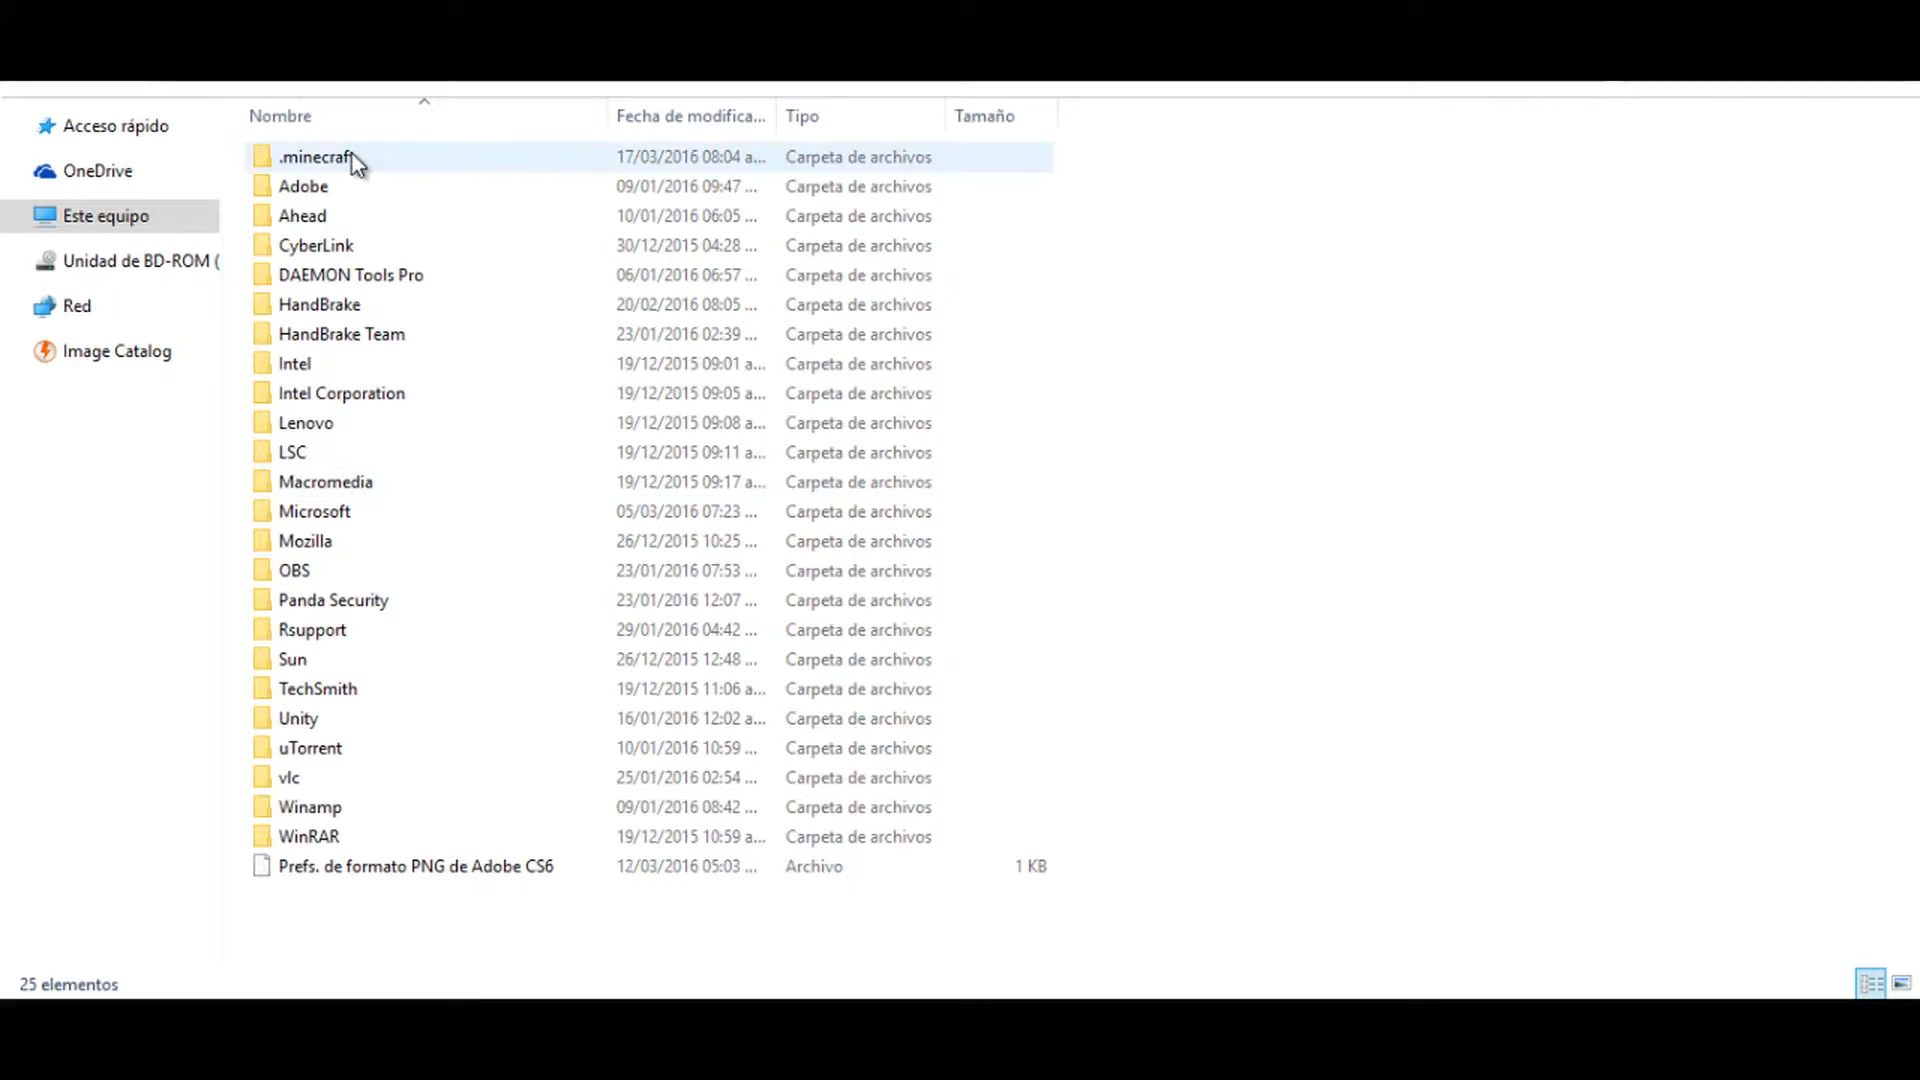 Nombre Fecha de modifica... Tipo Tamaño
Acceso rápido
OneDrive
Este equipo
Unidad de BD-ROM (
Red
Image Catalog
.minecraft 17/03/2016 08:04 a... Carpeta de archivos
Adobe 09/01/2016 09:47 ... Carpeta de archivos
Ahead 10/01/2016 06:05 ... Carpeta de archivos
CyberLink 30/12/2015 04:28 ... Carpeta de archivos
DAEMON Tools Pro 06/01/2016 06:57 ... Carpeta de archivos
HandBrake 20/02/2016 08:05 ... Carpeta de archivos
HandBrake Team 23/01/2016 02:39 ... Carpeta de archivos
Intel 19/12/2015 09:01 a... Carpeta de archivos
Intel Corporation 19/12/2015 09:05 a... Carpeta de archivos
Lenovo 19/12/2015 09:08 a... Carpeta de archivos
LSC 19/12/2015 09:11 a... Carpeta de archivos
Macromedia 19/12/2015 09:17 a... Carpeta de archivos
Microsoft 05/03/2016 07:23 ... Carpeta de archivos
Mozilla 26/12/2015 10:25 ... Carpeta de archivos
OBS 23/01/2016 07:53 ... Carpeta de archivos
Panda Security 23/01/2016 12:07 ... Carpeta de archivos
Rsupport 29/01/2016 04:42 ... Carpeta de archivos
Sun 26/12/2015 12:48 ... Carpeta de archivos
TechSmith 19/12/2015 11:06 a... Carpeta de archivos
Unity 16/01/2016 12:02 a... Carpeta de archivos
uTorrent 10/01/2016 10:59 ... Carpeta de archivos
vlc 25/01/2016 02:54 ... Carpeta de archivos
Winamp 09/01/2016 08:42 ... Carpeta de archivos
WinRAR 19/12/2015 10:59 a... Carpeta de archivos
Prefs. de formato PNG de Adobe CS6 12/03/2016 05:03 ... Archivo 1 KB
25 elementos